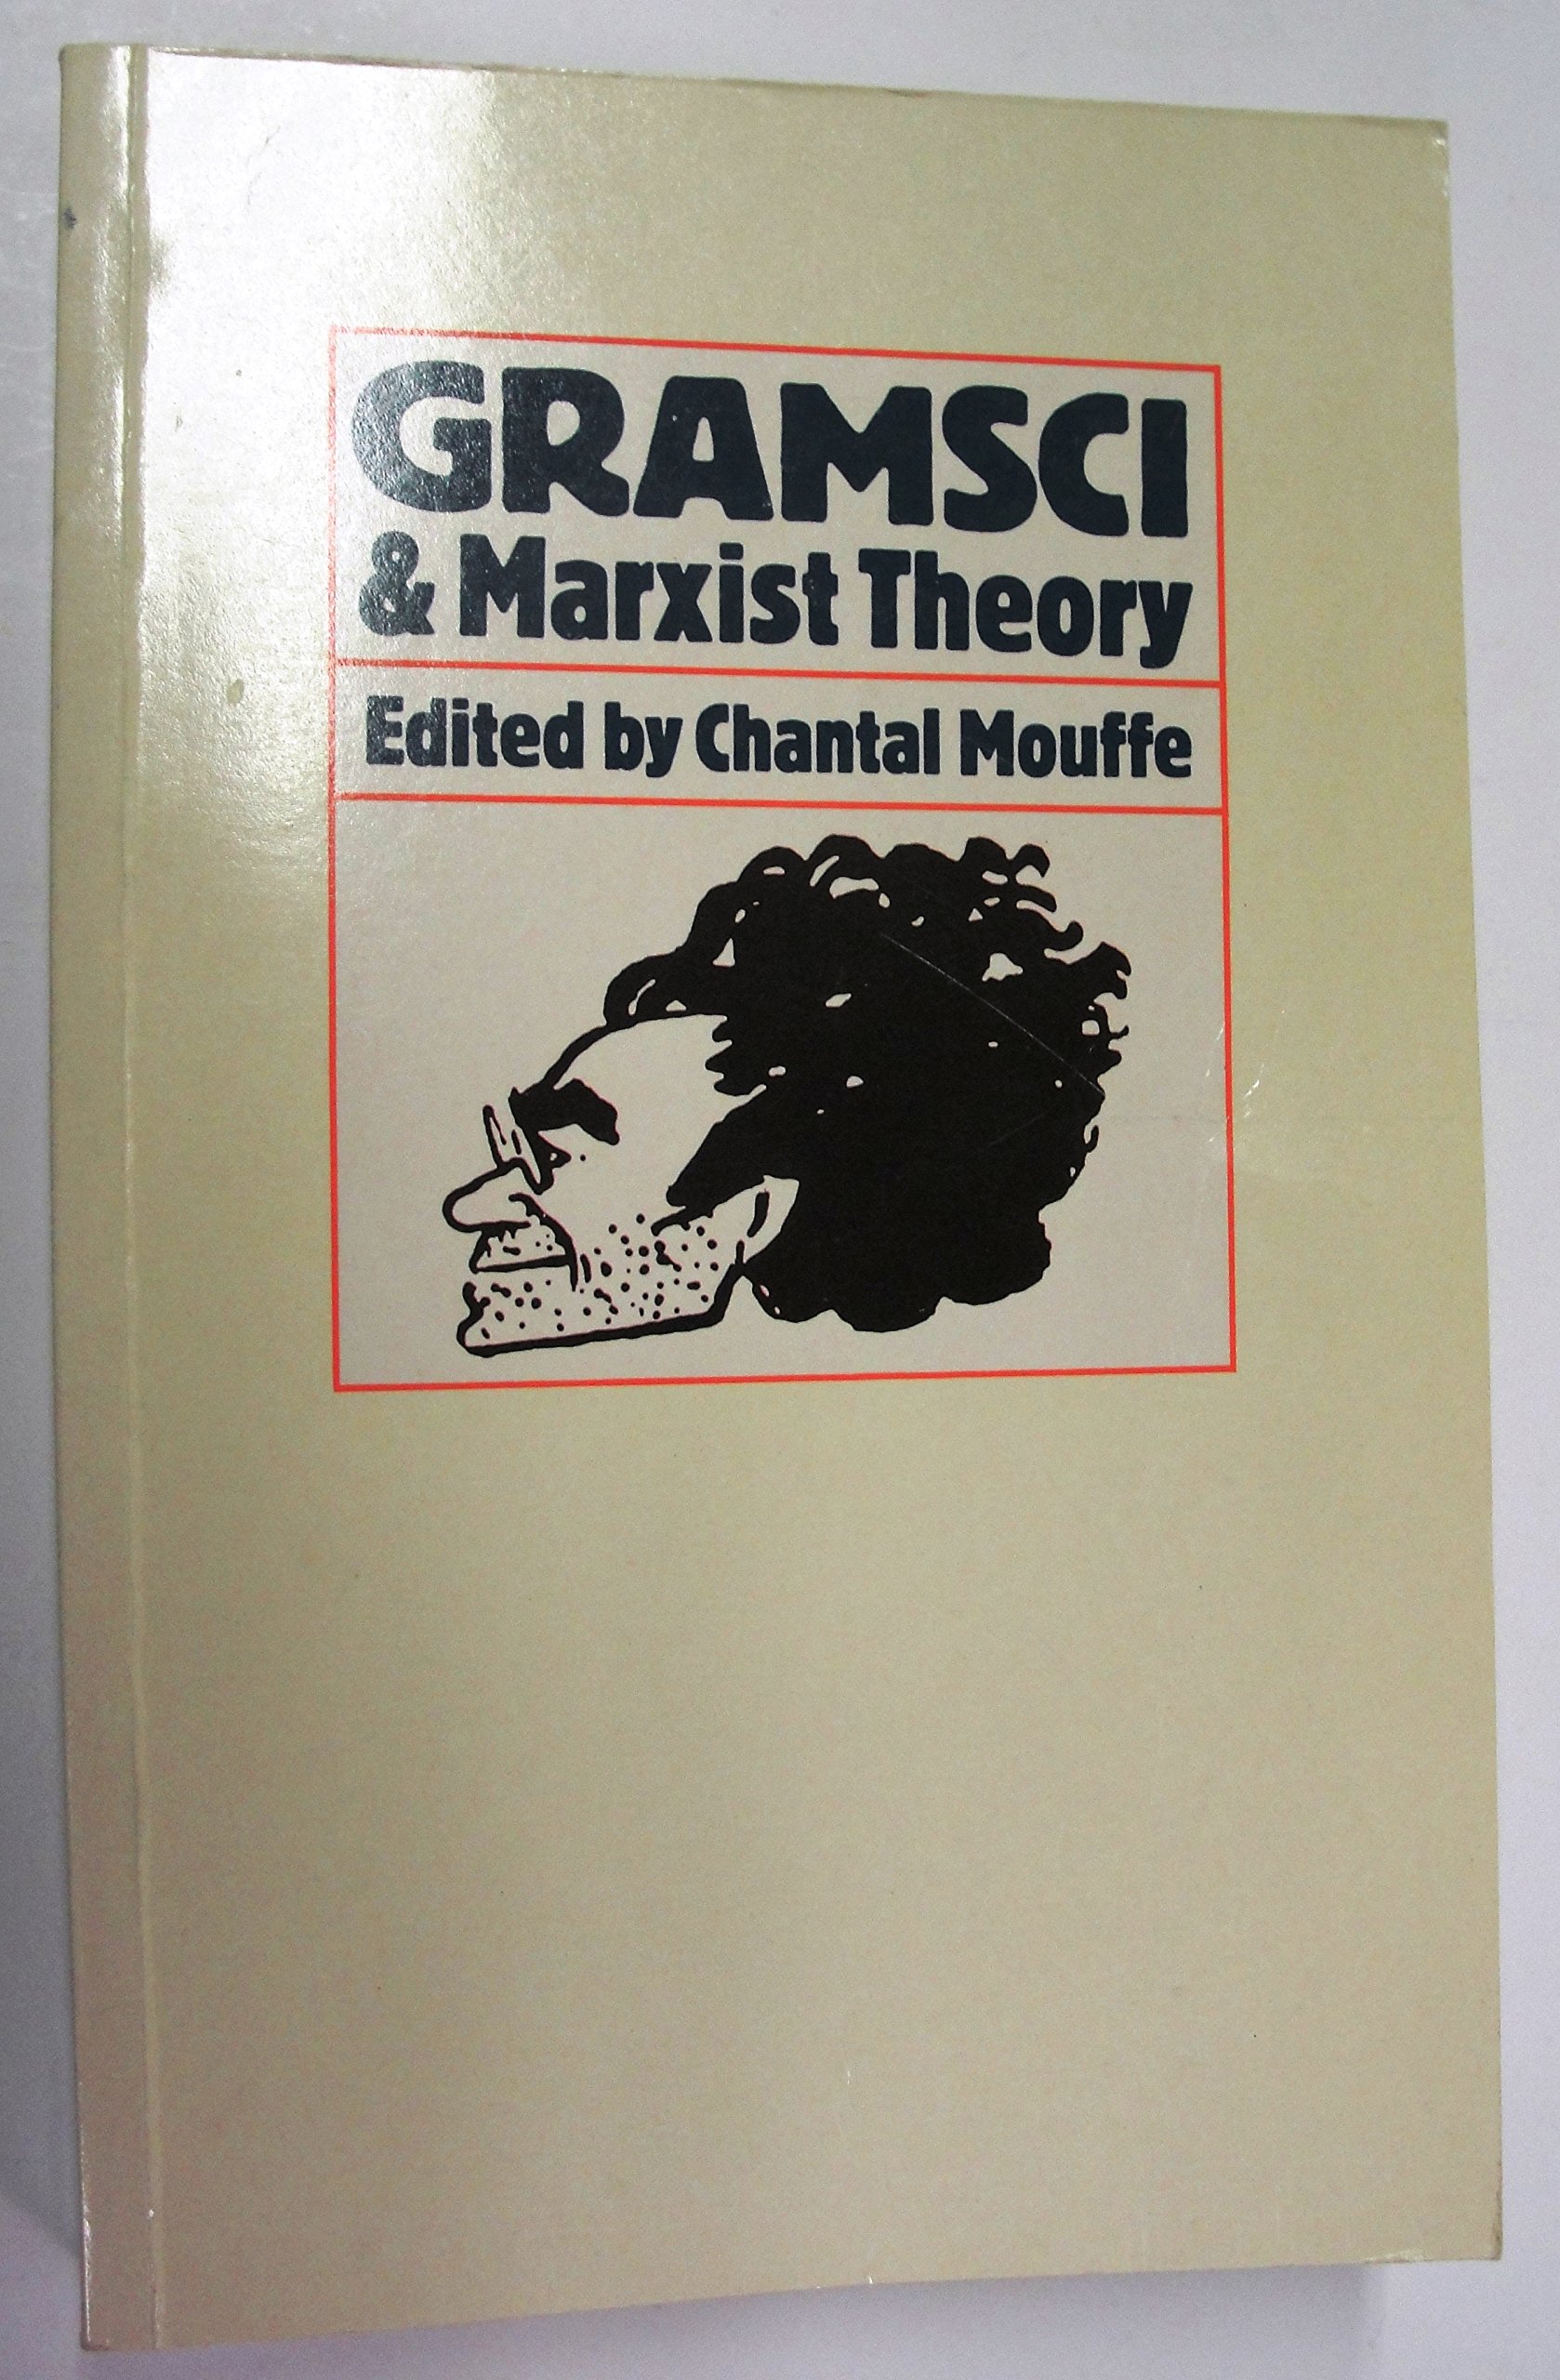 GRAMSCI
& Marxist Theory
Edited by Chantal Mouffe